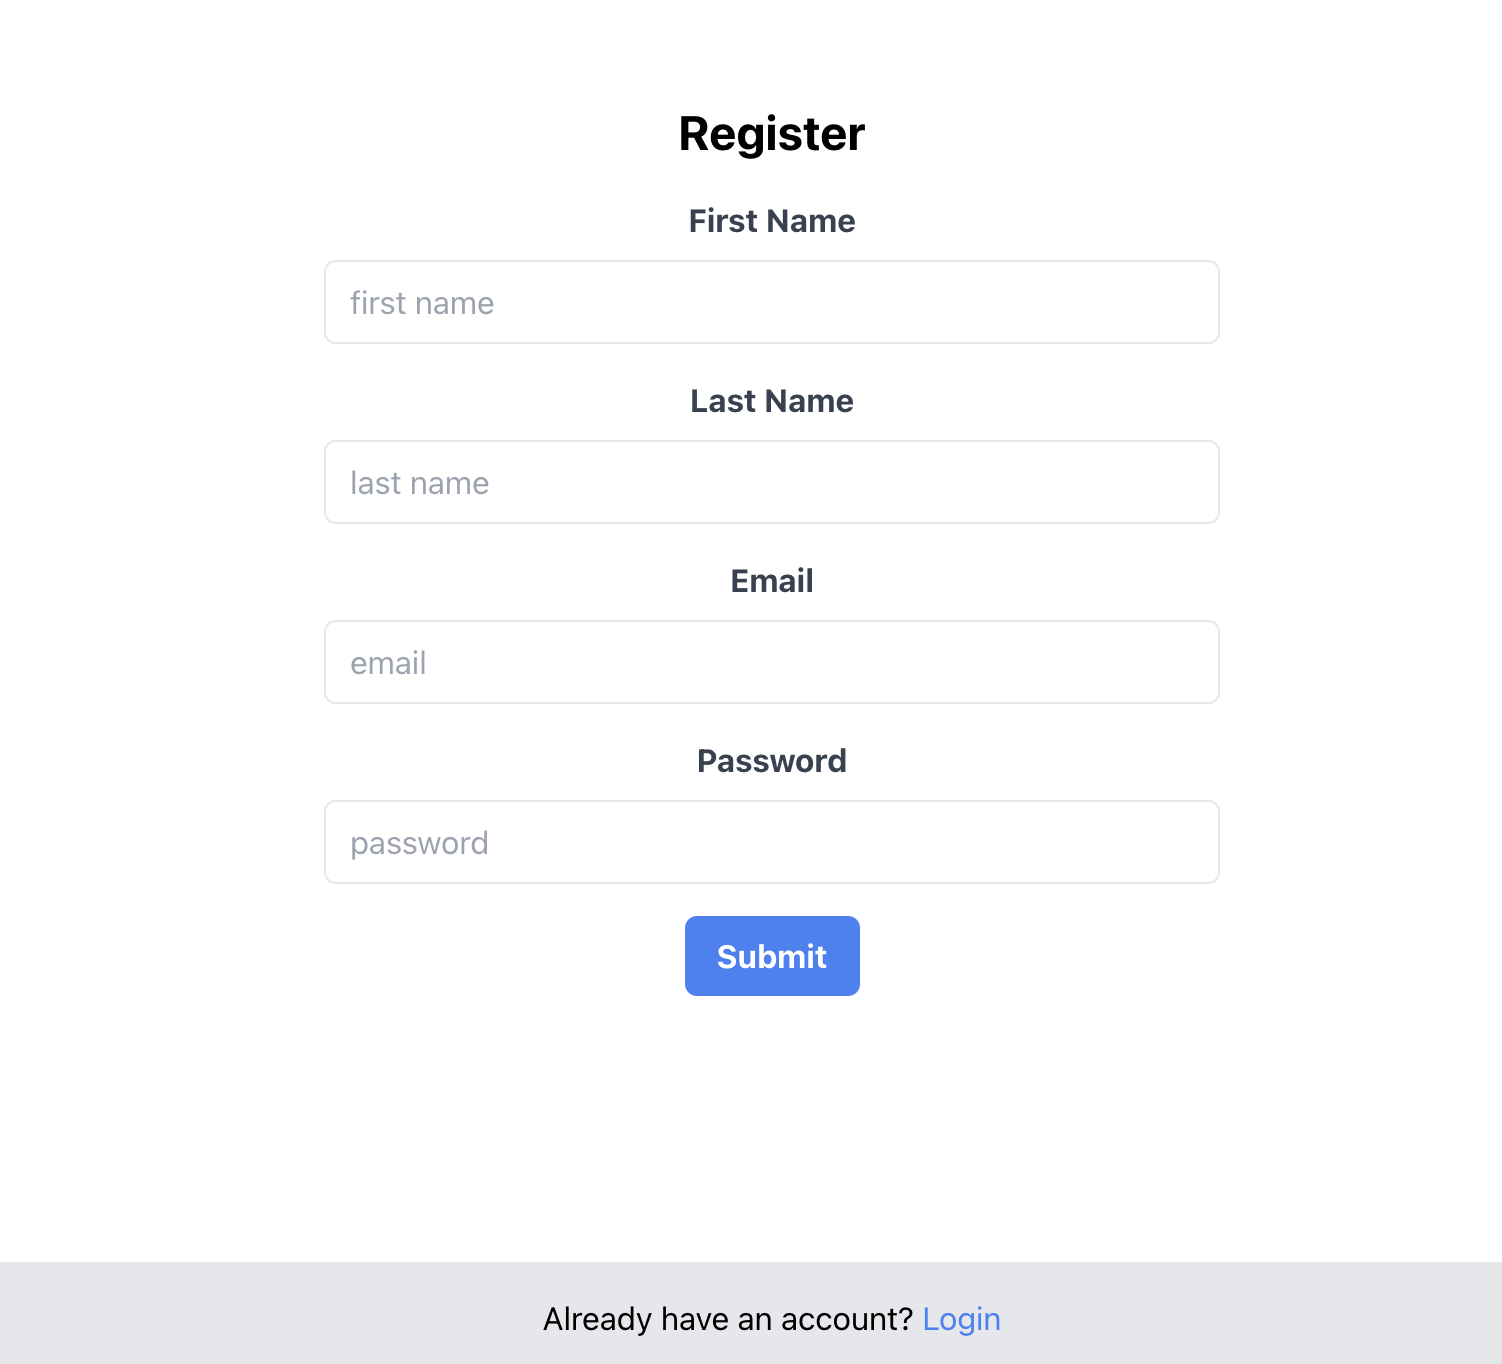 Register
First Name
first name
Last Name
last name
Email
email
Password
password
Submit
Already have an account? Login